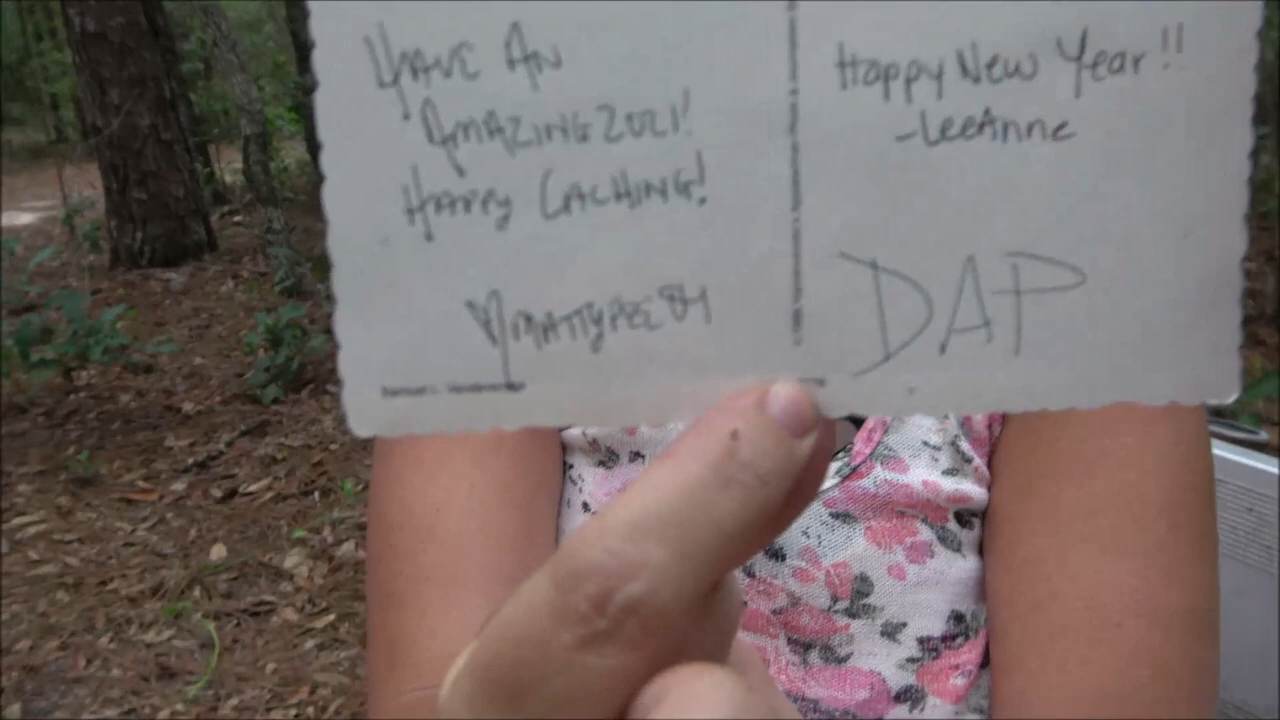 HAVE AN
AMAZING 2021!
HAPPY CACHING!
MATTYPEE84
Happy New Year!!
-LeeAnne
DAP